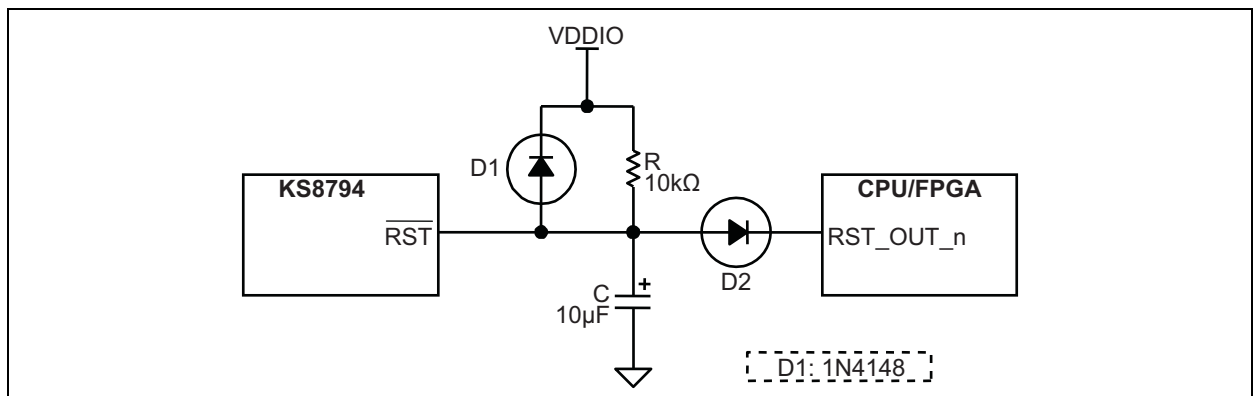 VDDIO
D1
R
10kΩ
KS8794
RST
CPU/FPGA
RST_OUT_n
D2
C
+
10µF
D1: 1N4148